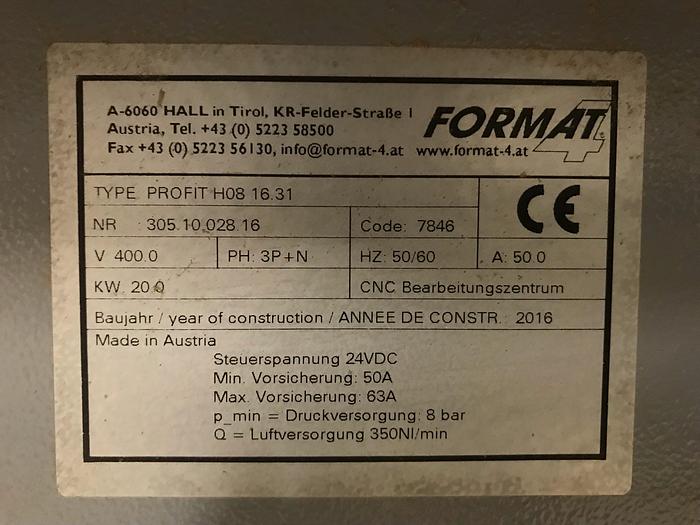 A-6060 HALL in Tirol, KR-Felder-Straße 1
Austria, Tel. +43 (0) 5223 58500
Fax +43 (0) 5223 56130, info@format-4.at www.format-4.at
FORMAT 4
TYPE PROFIT H08 16.31
CE
NR 305.10.028.16 Code: 7846
V 400.0 PH: 3P+N HZ: 50/60 A: 50.0
KW 20.0 CNC Bearbeitungszentrum
Baujahr / year of construction / ANNEE DE CONSTR. 2016
Made in Austria
Steuerspannung 24VDC
Min. Vorsicherung: 50A
Max. Vorsicherung: 63A
p_min = Druckversorgung: 8 bar
Q = Luftversorgung 350Nl/min